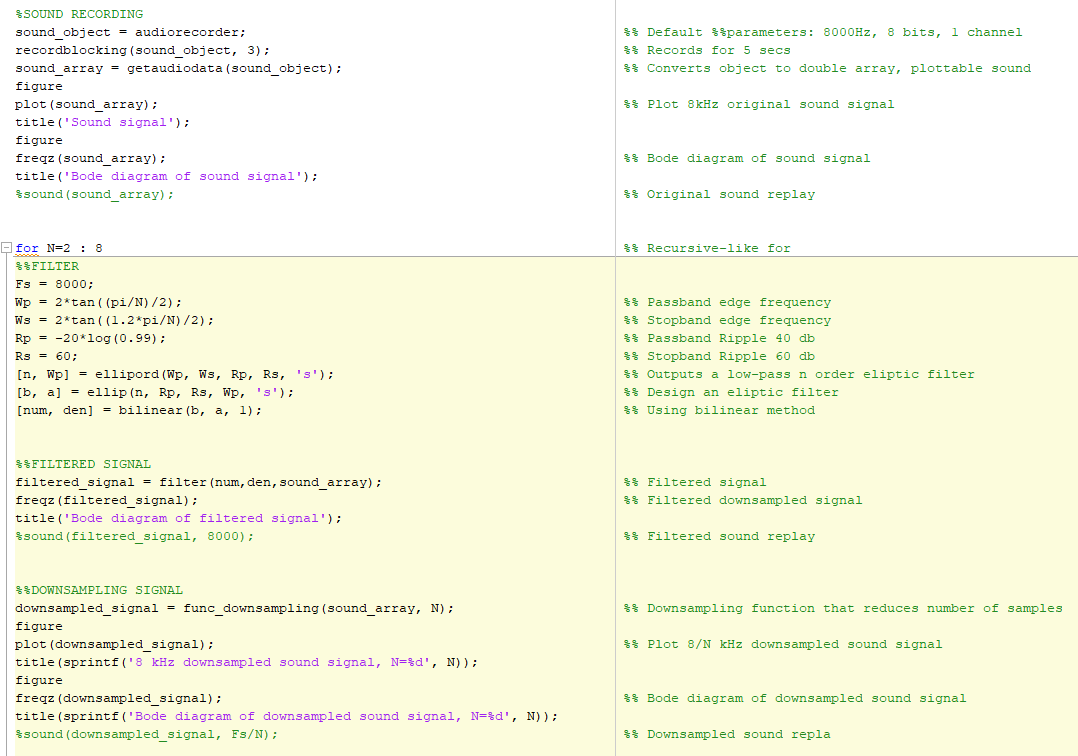 %SOUND RECORDING
sound_object = audiorecorder; %% Default %%parameters: 8000Hz, 8 bits, 1 channel
recordblocking(sound_object, 3); %% Records for 5 secs
sound_array = getaudiodata(sound_object); %% Converts object to double array, plottable sound
figure
plot(sound_array); %% Plot 8kHz original sound signal
title('Sound signal');
figure
freqz(sound_array); %% Bode diagram of sound signal
title('Bode diagram of sound signal');
%sound(sound_array); %% Original sound replay
for N=2 : 8 %% Recursive-like for
%%FILTER
Fs = 8000;
Wp = 2*tan((pi/N)/2); %% Passband edge frequency
Ws = 2*tan((1.2*pi/N)/2); %% Stopband edge frequency
Rp = -20*log(0.99); %% Passband Ripple 40 db
Rs = 60; %% Stopband Ripple 60 db
[n, Wp] = ellipord(Wp, Ws, Rp, Rs, 's'); %% Outputs a low-pass n order eliptic filter
[b, a] = ellip(n, Rp, Rs, Wp, 's'); %% Design an eliptic filter
[num, den] = bilinear(b, a, 1); %% Using bilinear method
%%FILTERED SIGNAL
filtered_signal = filter(num,den,sound_array); %% Filtered signal
freqz(filtered_signal); %% Filtered downsampled signal
title('Bode diagram of filtered signal');
%sound(filtered_signal, 8000); %% Filtered sound replay
%%DOWNSAMPLING SIGNAL
downsampled_signal = func_downsampling(sound_array, N); %% Downsampling function that reduces number of samples
figure
plot(downsampled_signal); %% Plot 8/N kHz downsampled sound signal
title(sprintf('8 kHz downsampled sound signal, N=%d', N));
figure
freqz(downsampled_signal); %% Bode diagram of downsampled sound signal
title(sprintf('Bode diagram of downsampled sound signal, N=%d', N));
%sound(downsampled_signal, Fs/N); %% Downsampled sound repla